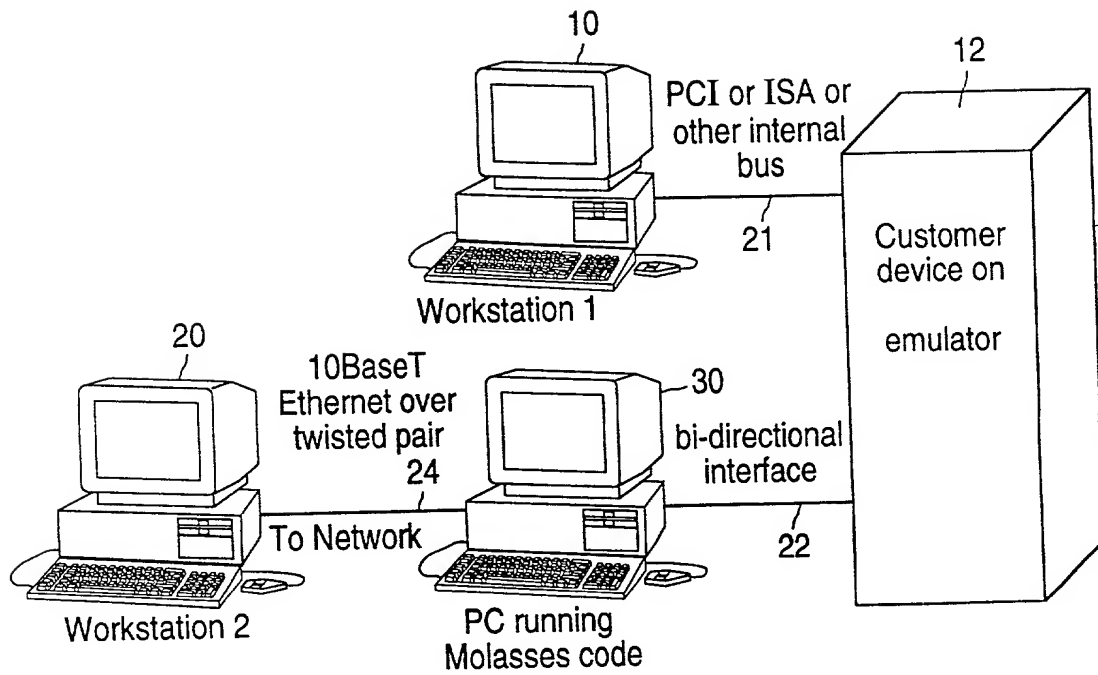 10
12
PCI or ISA or
other internal
bus
21
Customer
device on
emulator
Workstation 1
20
10BaseT
Ethernet over
twisted pair
24
30
bi-directional
interface
22
To Network
Workstation 2
PC running
Molasses code